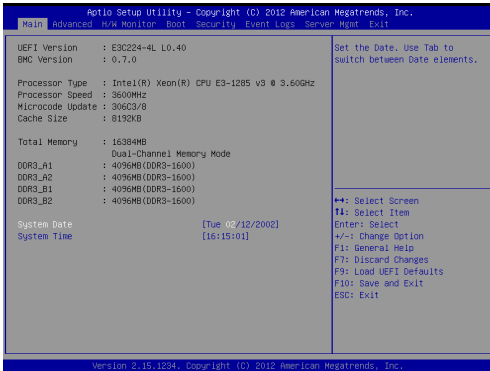 Aptio Setup Utility – Copyright (C) 2012 American Megatrends, Inc.
Main Advanced H/W Monitor Boot Security Event Logs Server Mgmt Exit
UEFI Version : E3C224-4L L0.40
BMC Version : 0.7.0
Processor Type : Intel(R) Xeon(R) CPU E3-1285 v3 @ 3.60GHz
Processor Speed : 3600MHz
Microcode Update : 306C3/8
Cache Size : 8192KB
Total Memory : 16384MB
Dual-Channel Memory Mode
DDR3_A1 : 4096MB(DDR3-1600)
DDR3_A2 : 4096MB(DDR3-1600)
DDR3_B1 : 4096MB(DDR3-1600)
DDR3_B2 : 4096MB(DDR3-1600)
System Date [Tue 02/12/2002]
System Time [16:15:01]
Set the Date. Use Tab to
switch between Date elements.
↔: Select Screen
↑↓: Select Item
Enter: Select
+/-: Change Option
F1: General Help
F7: Discard Changes
F9: Load UEFI Defaults
F10: Save and Exit
ESC: Exit
Version 2.15.1234. Copyright (C) 2012 American Megatrends, Inc.